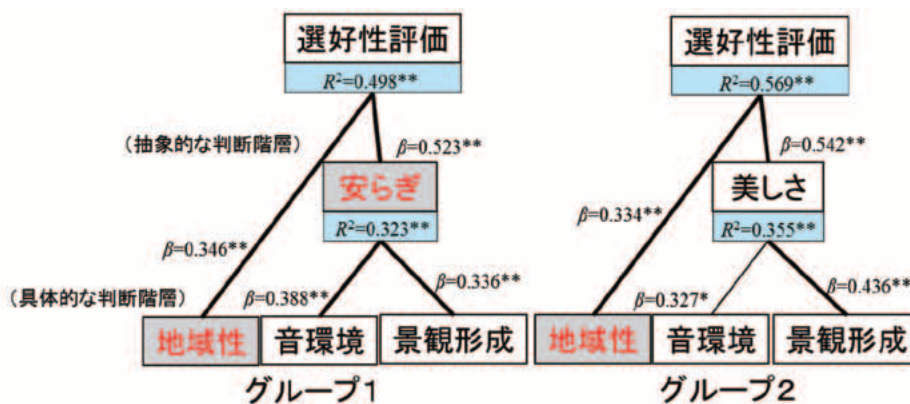 選好性評価
R²=0.498**
(抽象的な判断階層)
β=0.523**
安らぎ
R²=0.323**
β=0.346**
(具体的な判断階層)
β=0.388**
β=0.336**
地域性
音環境
景観形成
グループ1
選好性評価
R²=0.569**
β=0.542**
美しさ
R²=0.355**
β=0.334**
β=0.327*
β=0.436**
地域性
音環境
景観形成
グループ2